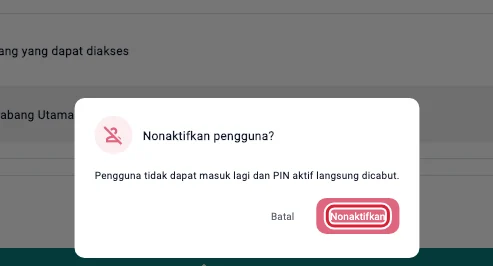 ang yang dapat diakses
abang Utama
Nonaktifkan pengguna?
Pengguna tidak dapat masuk lagi dan PIN aktif langsung dicabut.
Batal
Nonaktifkan